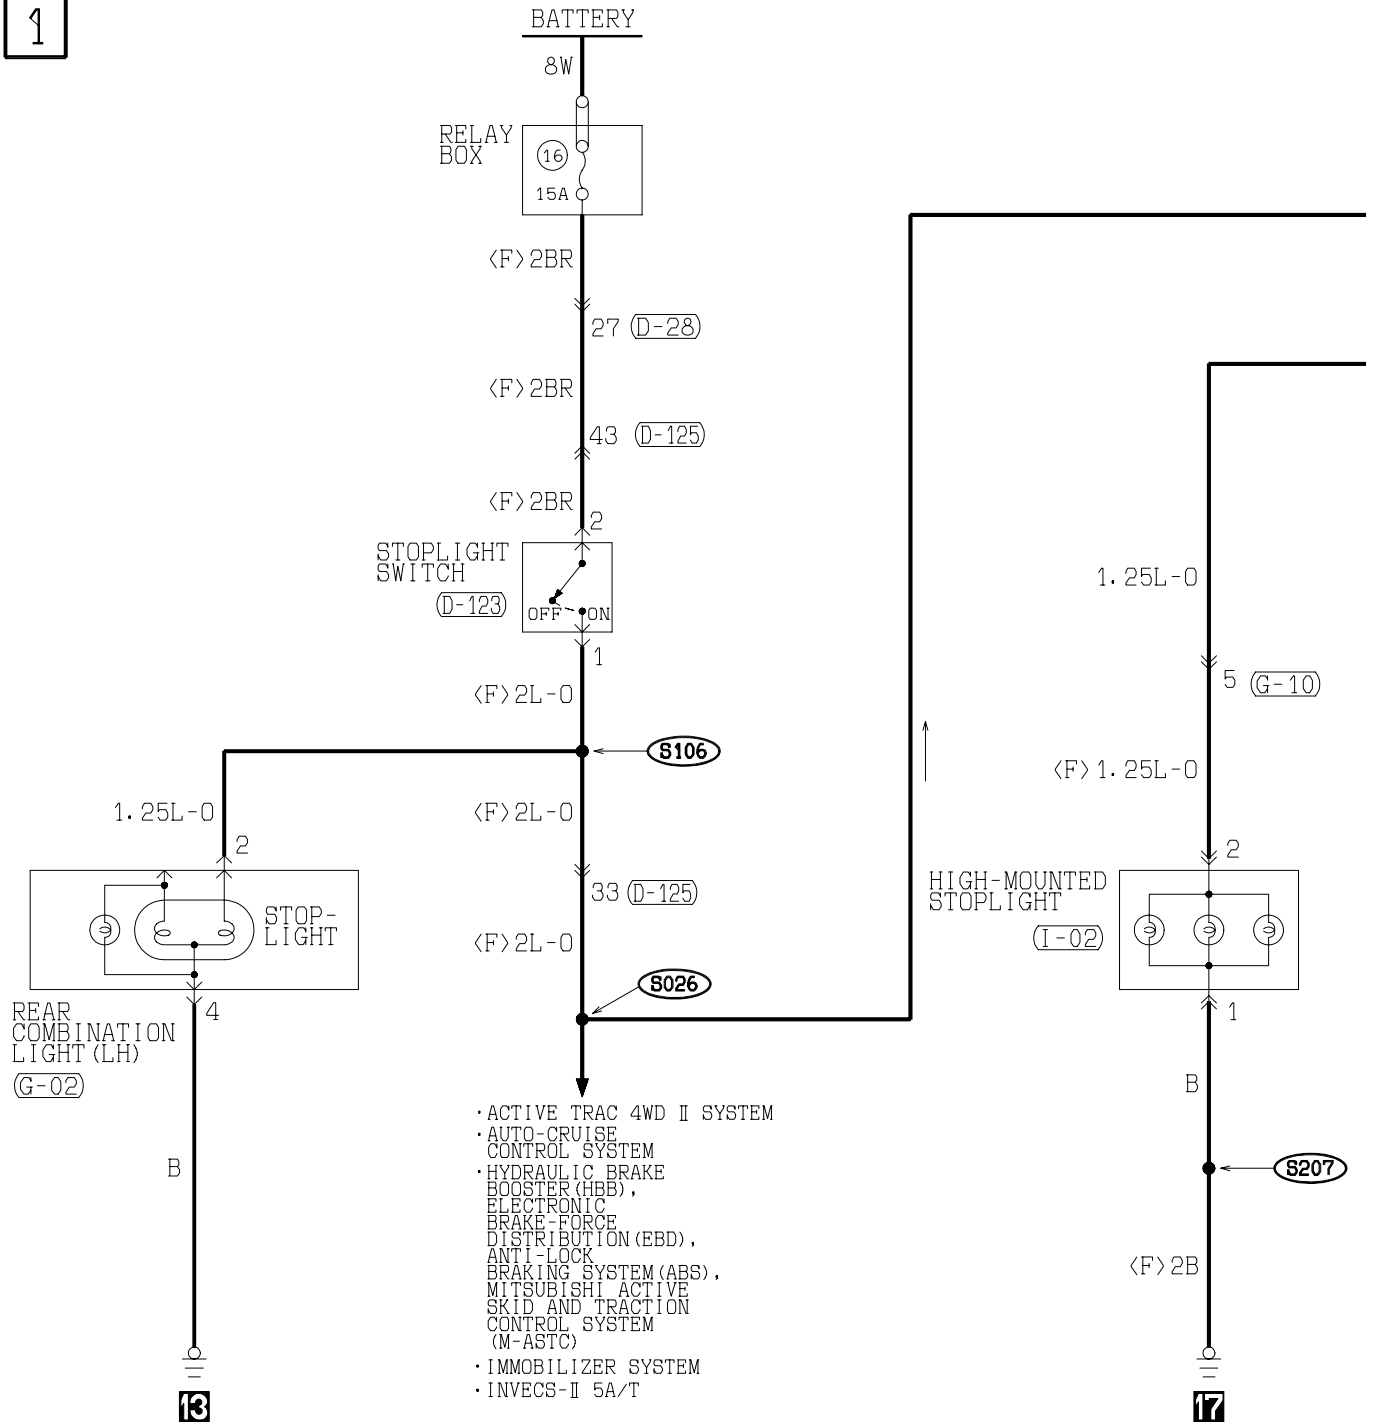 1
BATTERY
8W
RELAY
BOX
16
15A
<F>2BR
27 D-28
<F>2BR
43 D-125
<F>2BR
2
STOPLIGHT
SWITCH
D-123
OFF ON
1
<F>2L-O
S106
1.25L-O
2
STOP-
LIGHT
REAR
COMBINATION
LIGHT(LH)
G-02
4
B
13
<F>2L-O
33 D-125
<F>2L-O
S026
·ACTIVE TRAC 4WD Ⅱ SYSTEM
·AUTO-CRUISE
CONTROL SYSTEM
·HYDRAULIC BRAKE
BOOSTER(HBB),
ELECTRONIC
BRAKE-FORCE
DISTRIBUTION(EBD),
ANTI-LOCK
BRAKING SYSTEM(ABS),
MITSUBISHI ACTIVE
SKID AND TRACTION
CONTROL SYSTEM
(M-ASTC)
·IMMOBILIZER SYSTEM
·INVECS-Ⅱ 5A/T
1.25L-O
5 G-10
<F>1.25L-O
2
HIGH-MOUNTED
STOPLIGHT
I-02
1
B
S207
<F>2B
17